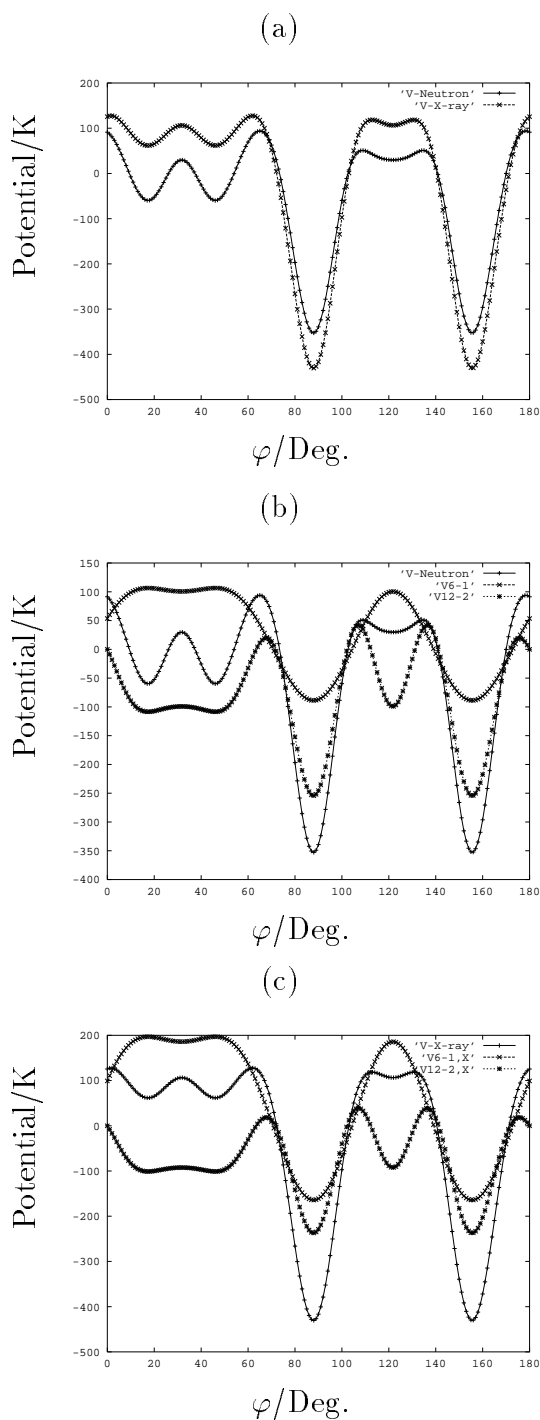 (a)
Potential/K
200
100
0
-100
-200
-300
-400
-500
'V-Neutron'
'V-X-ray'
0 20 40 60 80 100 120 140 160 180
φ/Deg.
(b)
Potential/K
150
100
50
0
-50
-100
-150
-200
-250
-300
-350
-400
'V-Neutron'
'V6-1'
'V12-2'
0 20 40 60 80 100 120 140 160 180
φ/Deg.
(c)
Potential/K
200
100
0
-100
-200
-300
-400
-500
'V-X-ray'
'V6-1,X'
'V12-2,X'
0 20 40 60 80 100 120 140 160 180
φ/Deg.